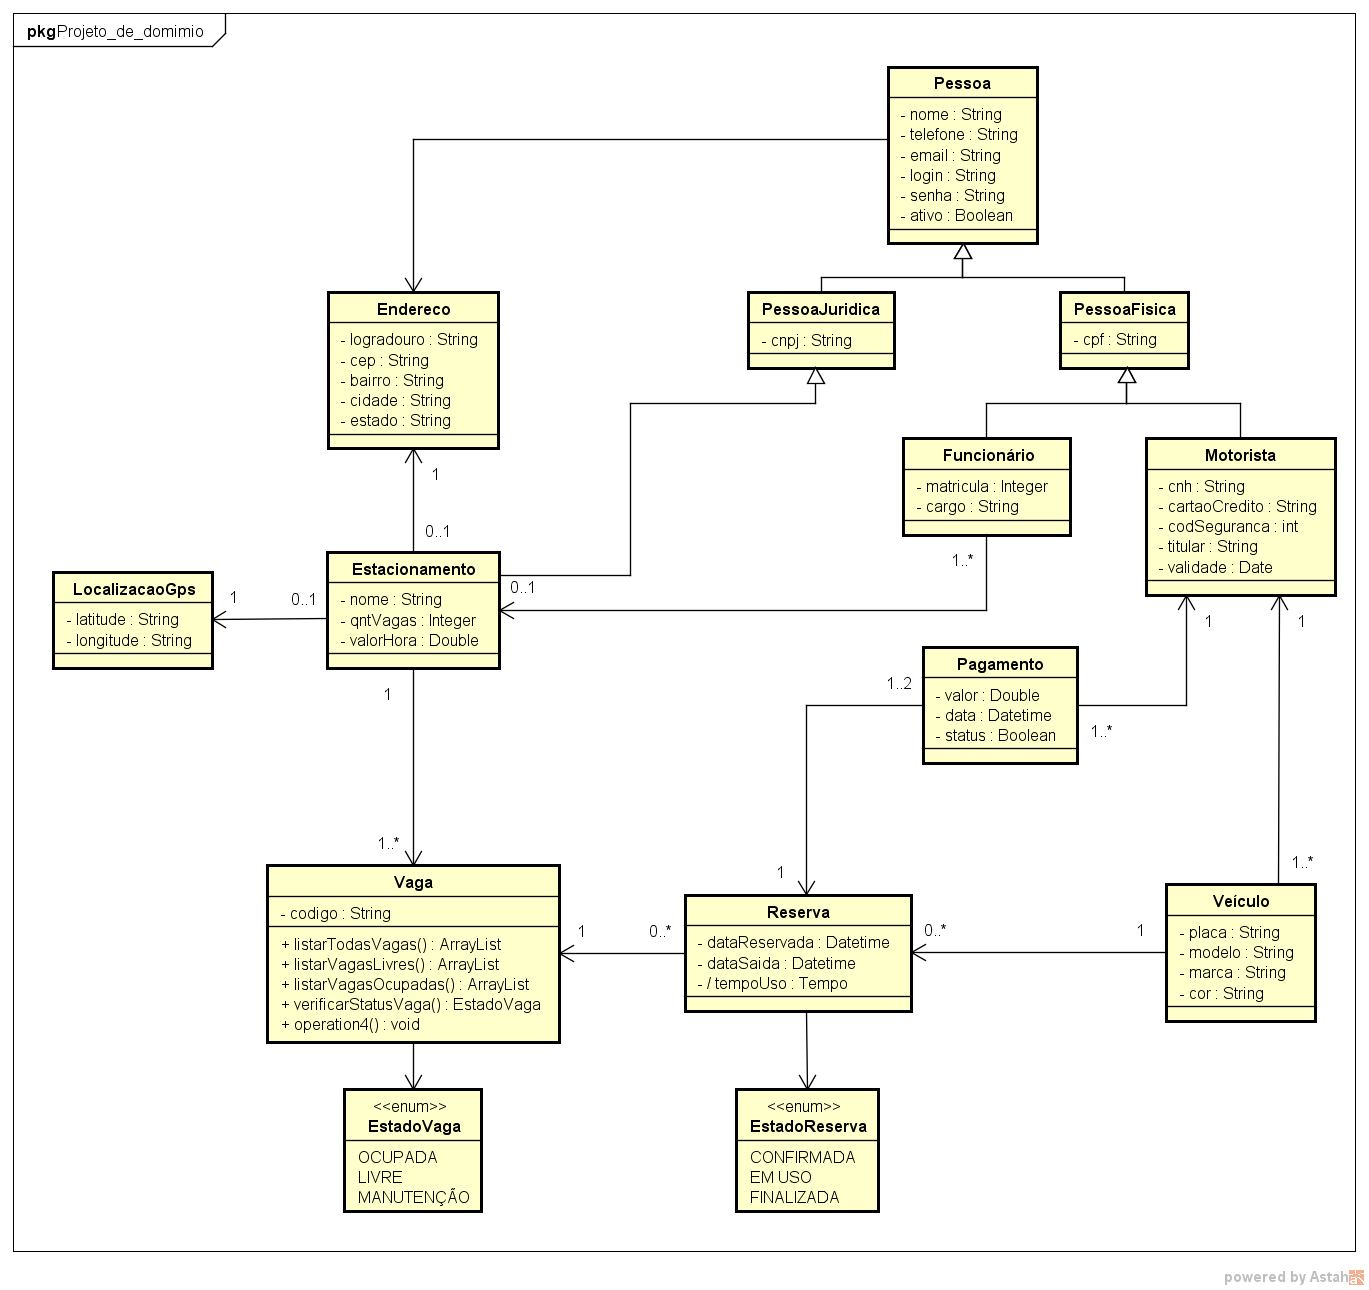 pkgProjeto_de_domimio
Pessoa
- nome : String
- telefone : String
- email : String
- login : String
- senha : String
- ativo : Boolean
Endereco
- logradouro : String
- cep : String
- bairro : String
- cidade : String
- estado : String
PessoaJuridica
- cnpj : String
PessoaFisica
- cpf : String
Funcionário
- matricula : Integer
- cargo : String
Motorista
- cnh : String
- cartaoCredito : String
- codSeguranca : int
- titular : String
- validade : Date
1
0..1
LocalizacaoGps
- latitude : String
- longitude : String
1
0..1
Estacionamento
- nome : String
- qntVagas : Integer
- valorHora : Double
0..1
1..*
1
1
1
Pagamento
- valor : Double
- data : Datetime
- status : Boolean
1..2
1..*
1..*
1
1..*
Vaga
- codigo : String
+ listarTodasVagas() : ArrayList
+ listarVagasLivres() : ArrayList
+ listarVagasOcupadas() : ArrayList
+ verificarStatusVaga() : EstadoVaga
+ operation4() : void
1
0..*
Reserva
- dataReservada : Datetime
- dataSaida : Datetime
- / tempoUso : Tempo
0..*
1
Veículo
- placa : String
- modelo : String
- marca : String
- cor : String
<<enum>>
EstadoVaga
OCUPADA
LIVRE
MANUTENÇÃO
<<enum>>
EstadoReserva
CONFIRMADA
EM USO
FINALIZADA
powered by Astah